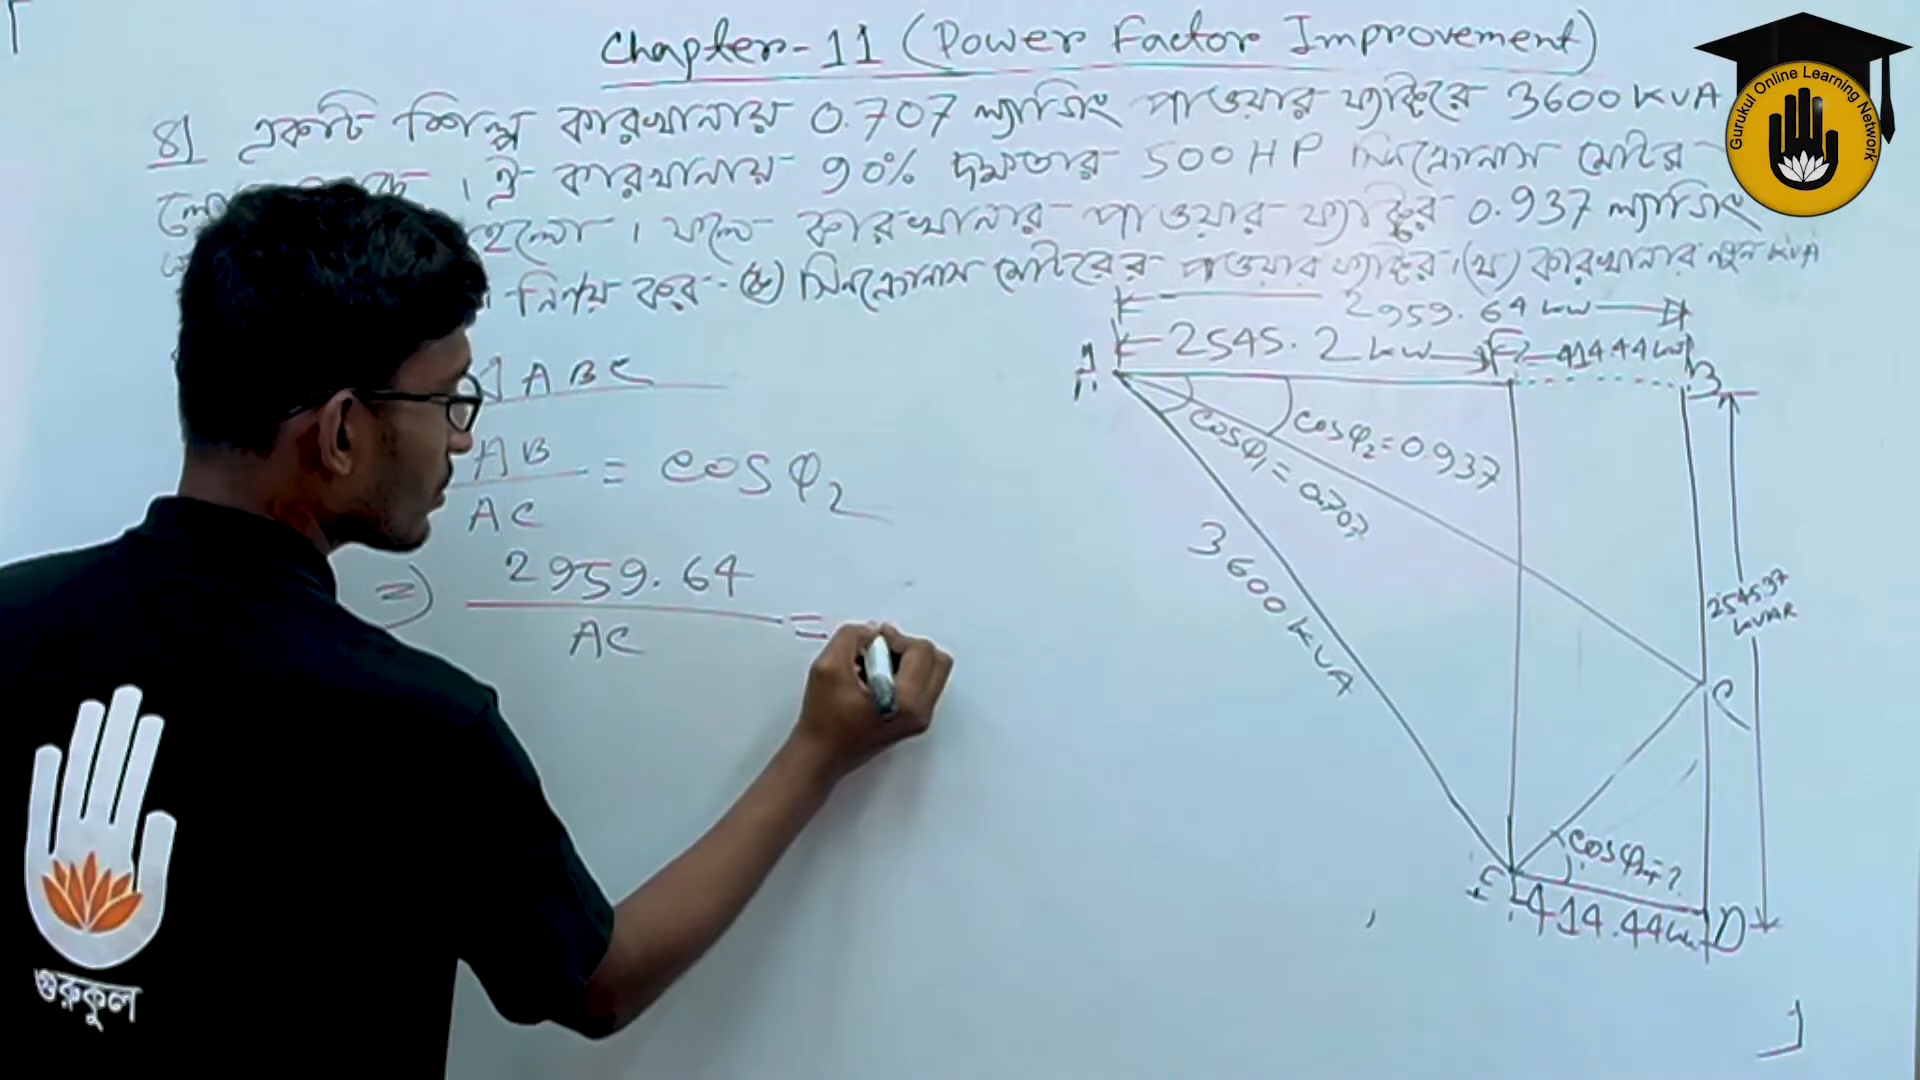 Chapter-11 (Power Factor Improvement)
৪) একটি শিল্প কারখানায় 0.707 ল্যাগিং পাওয়ার ফ্যাক্টরে 3600 KVA
। ঐ কারখানায় 90% দক্ষতার 500 HP সিনক্রোনাস মোটর
হলো। ফলে কারখানার পাওয়ার ফ্যাক্টর 0.937 ল্যাগিং
নির্ণয় কর- (ক) সিনক্রোনাস মোটরের পাওয়ার ফ্যাক্টর। (খ) কারখানার নতুন KVA
Gurukul Online Learning Network
2959.64 kw
A 2545.2 kw F 414.44 kw B
ABC
cosφ₂ = 0.937
cosφ₁ = 0.707
AB/AC = cosφ₂
3600 KVA
⇒) 2959.64/AC =
2545.37 kVAR
C
E
414.44 kw D
গুরুকুল